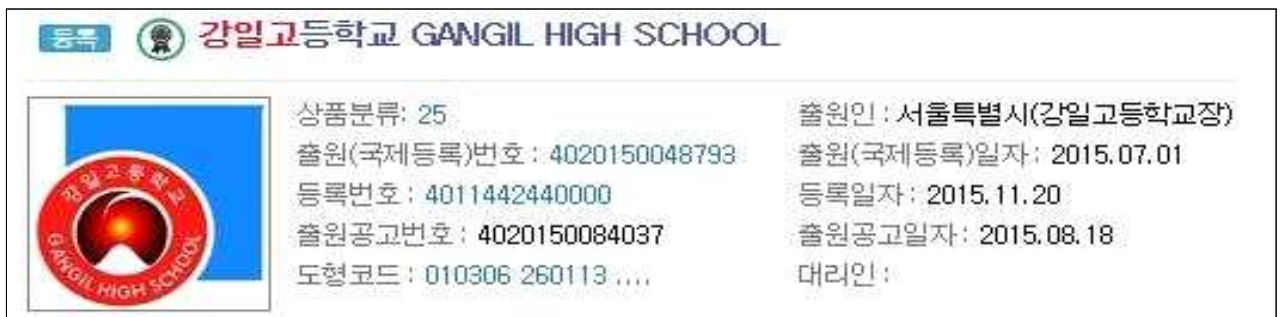 등록 강일고등학교 GANGIL HIGH SCHOOL
강일고등학교
GANGIL HIGH SCHOOL
상품분류: 25
출원인 : 서울특별시(강일고등학교장)
출원(국제등록)번호 : 4020150048793
출원(국제등록)일자 : 2015.07.01
등록번호 : 4011442440000
등록일자 : 2015.11.20
출원공고번호 : 4020150084037
출원공고일자 : 2015.08.18
도형코드 : 010306 260113 ....
대리인 :